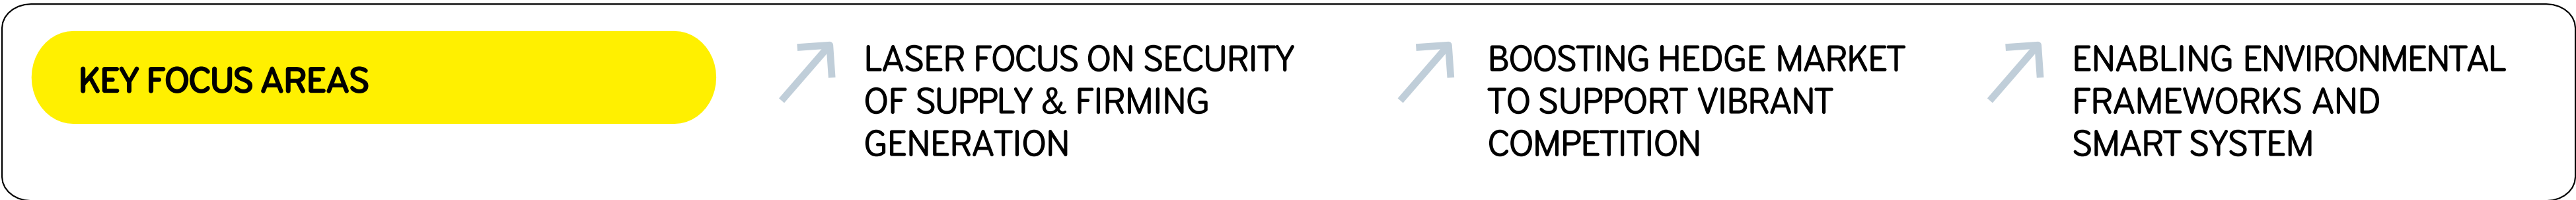 KEY FOCUS AREAS
LASER FOCUS ON SECURITY
OF SUPPLY & FIRMING
GENERATION
BOOSTING HEDGE MARKET
TO SUPPORT VIBRANT
COMPETITION
ENABLING ENVIRONMENTAL
FRAMEWORKS AND
SMART SYSTEM